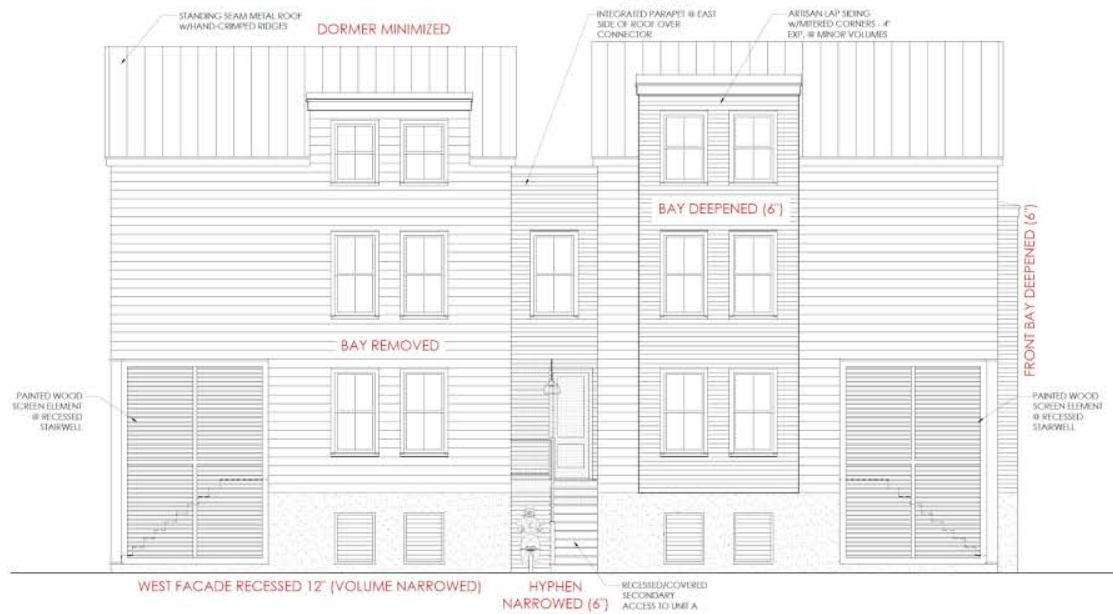 STANDING SEAM METAL ROOF
W/HAND-CRIMPED RIDGES
DORMER MINIMIZED
INTEGRATED PARAPET @ EAST
SIDE OF ROOF OVER
CONNECTOR
ARTISAN LAP SIDING
W/MITERED CORNERS - 4"
EXP. @ MINOR VOLUMES
BAY DEEPENED (6")
FRONT BAY DEEPENED (6")
BAY REMOVED
PAINTED WOOD
SCREEN ELEMENT
@ RECESSED
STAIRWELL
PAINTED WOOD
SCREEN ELEMENT
@ RECESSED
STAIRWELL
WEST FACADE RECESSED 12" (VOLUME NARROWED)
HYPHEN
NARROWED (6")
RECESSED/COVERED
SECONDARY
ACCESS TO UNIT A